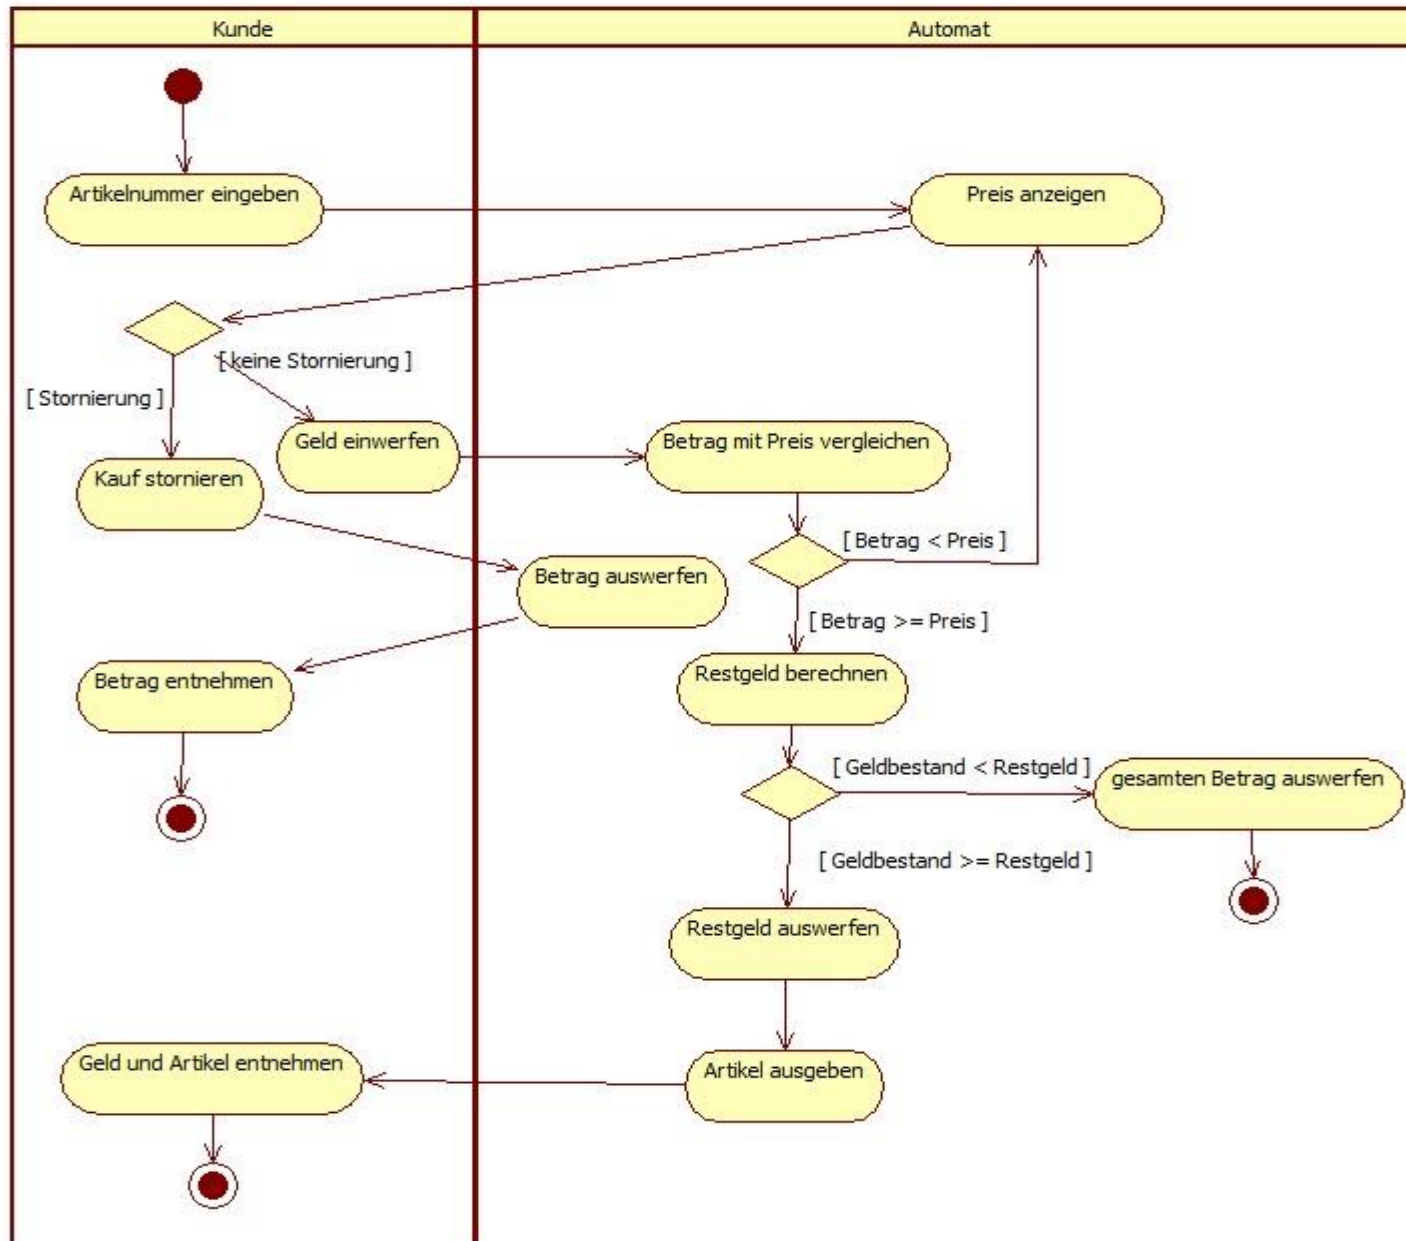 Kunde
Automat
Artikelnummer eingeben
Preis anzeigen
[ keine Stornierung ]
[ Stornierung ]
Geld einwerfen
Betrag mit Preis vergleichen
Kauf stornieren
[ Betrag < Preis ]
Betrag auswerfen
[ Betrag >= Preis ]
Betrag entnehmen
Restgeld berechnen
[ Geldbestand < Restgeld ]
gesamten Betrag auswerfen
[ Geldbestand >= Restgeld ]
Restgeld auswerfen
Geld und Artikel entnehmen
Artikel ausgeben